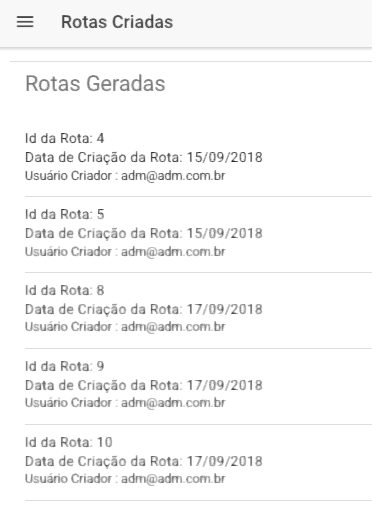 Rotas Criadas
Rotas Geradas
Id da Rota: 4
Data de Criação da Rota: 15/09/2018
Usuário Criador : adm@adm.com.br
Id da Rota: 5
Data de Criação da Rota: 15/09/2018
Usuário Criador : adm@adm.com.br
Id da Rota: 8
Data de Criação da Rota: 17/09/2018
Usuário Criador : adm@adm.com.br
Id da Rota: 9
Data de Criação da Rota: 17/09/2018
Usuário Criador : adm@adm.com.br
Id da Rota: 10
Data de Criação da Rota: 17/09/2018
Usuário Criador : adm@adm.com.br